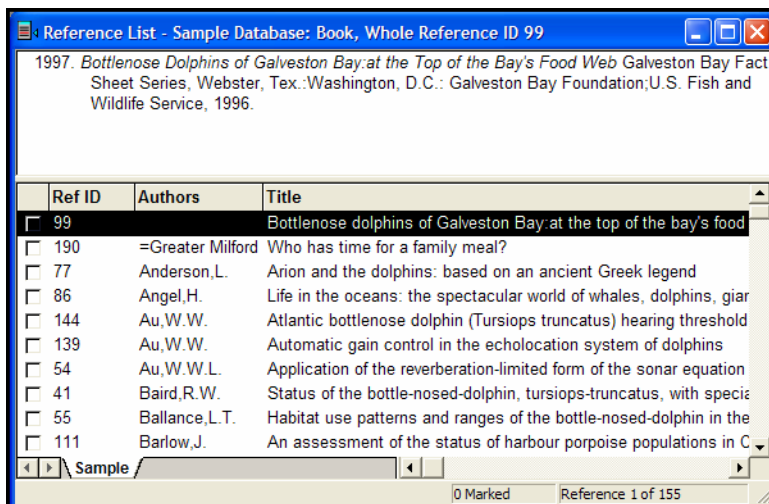 Reference List - Sample Database: Book, Whole Reference ID 99
1997. Bottlenose Dolphins of Galveston Bay:at the Top of the Bay's Food Web Galveston Bay Fact
Sheet Series, Webster, Tex.:Washington, D.C.: Galveston Bay Foundation;U.S. Fish and
Wildlife Service, 1996.
Ref ID Authors Title
99 Bottlenose dolphins of Galveston Bay:at the top of the bay's food
190 =Greater Milford Who has time for a family meal?
77 Anderson,L. Arion and the dolphins: based on an ancient Greek legend
86 Angel,H. Life in the oceans: the spectacular world of whales, dolphins, giar
144 Au,W.W. Atlantic bottlenose dolphin (Tursiops truncatus) hearing threshold
139 Au,W.W. Automatic gain control in the echolocation system of dolphins
54 Au,W.W.L. Application of the reverberation-limited form of the sonar equation
41 Baird,R.W. Status of the bottle-nosed-dolphin, tursiops-truncatus, with specia
55 Ballance,L.T. Habitat use patterns and ranges of the bottle-nosed-dolphin in the
111 Barlow,J. An assessment of the status of harbour porpoise populations in C
Sample
0 Marked Reference 1 of 155